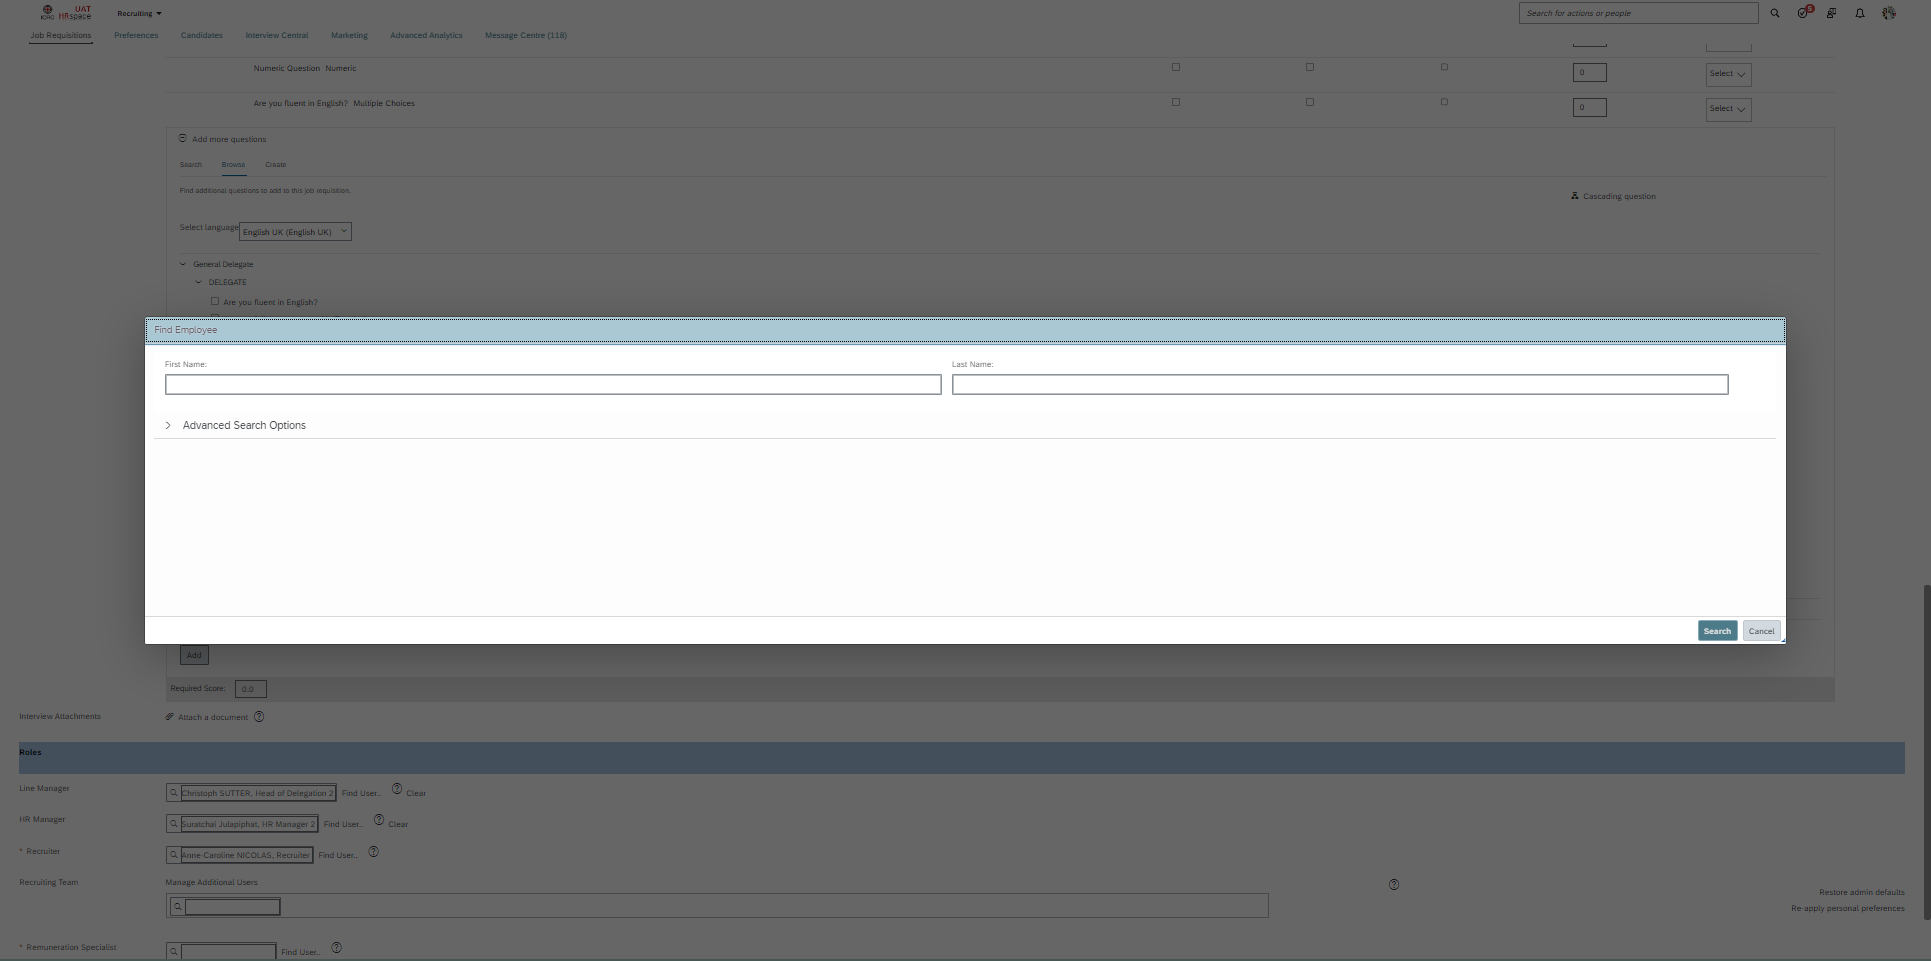 ICRC
UAT
HRspace
Recruiting
Search for actions or people
5
Job Requisitions
Preferences
Candidates
Interview Central
Marketing
Advanced Analytics
Message Centre (118)
Numeric Question Numeric
0
Select
Are you fluent in English? Multiple Choices
0
Select
Add more questions
Search
Browse
Create
Find additional questions to add to this job requisition.
Cascading question
Select language
English UK (English UK)
General Delegate
DELEGATE
Are you fluent in English?
Find Employee
First Name:
Last Name:
Advanced Search Options
Search
Cancel
Add
Required Score:
0.0
Interview Attachments
Attach a document
Roles
Line Manager
Christoph SUTTER, Head of Delegation 2
Find User...
Clear
HR Manager
Suratchai Julapiphat, HR Manager 2
Find User...
Clear
* Recruiter
Anne-Caroline NICOLAS, Recruiter
Find User...
Recruiting Team
Manage Additional Users
Restore admin defaults
Re-apply personal preferences
* Remuneration Specialist
Find User...